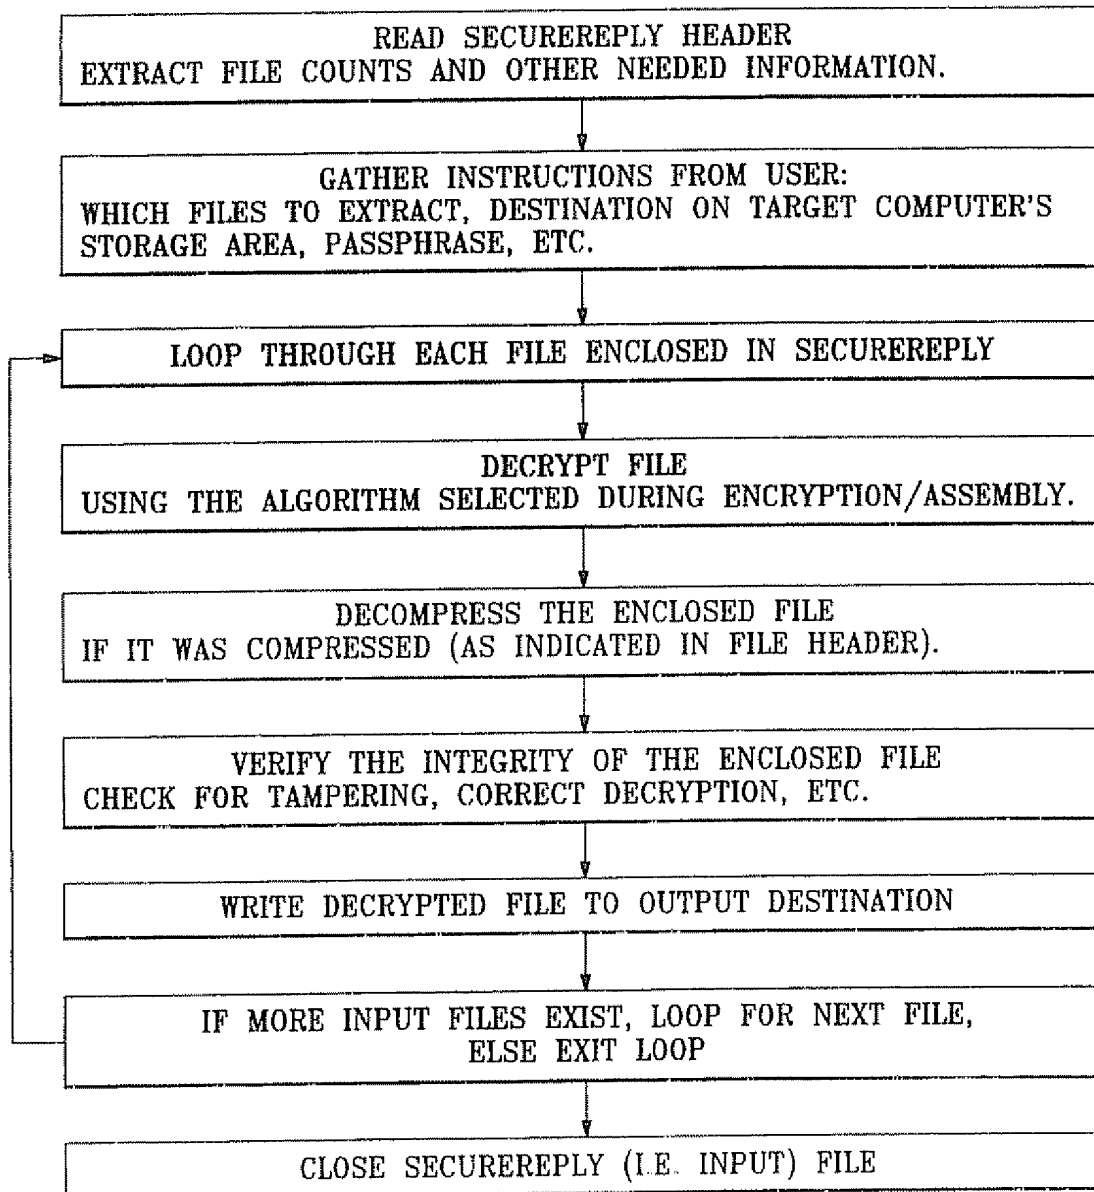 READ SECUREREPLY HEADER
EXTRACT FILE COUNTS AND OTHER NEEDED INFORMATION.
GATHER INSTRUCTIONS FROM USER:
WHICH FILES TO EXTRACT, DESTINATION ON TARGET COMPUTER'S
STORAGE AREA, PASSPHRASE, ETC.
LOOP THROUGH EACH FILE ENCLOSED IN SECUREREPLY
DECRYPT FILE
USING THE ALGORITHM SELECTED DURING ENCRYPTION/ASSEMBLY.
DECOMPRESS THE ENCLOSED FILE
IF IT WAS COMPRESSED (AS INDICATED IN FILE HEADER).
VERIFY THE INTEGRITY OF THE ENCLOSED FILE
CHECK FOR TAMPERING, CORRECT DECRYPTION, ETC.
WRITE DECRYPTED FILE TO OUTPUT DESTINATION
IF MORE INPUT FILES EXIST, LOOP FOR NEXT FILE,
ELSE EXIT LOOP
CLOSE SECUREREPLY (I.E. INPUT) FILE